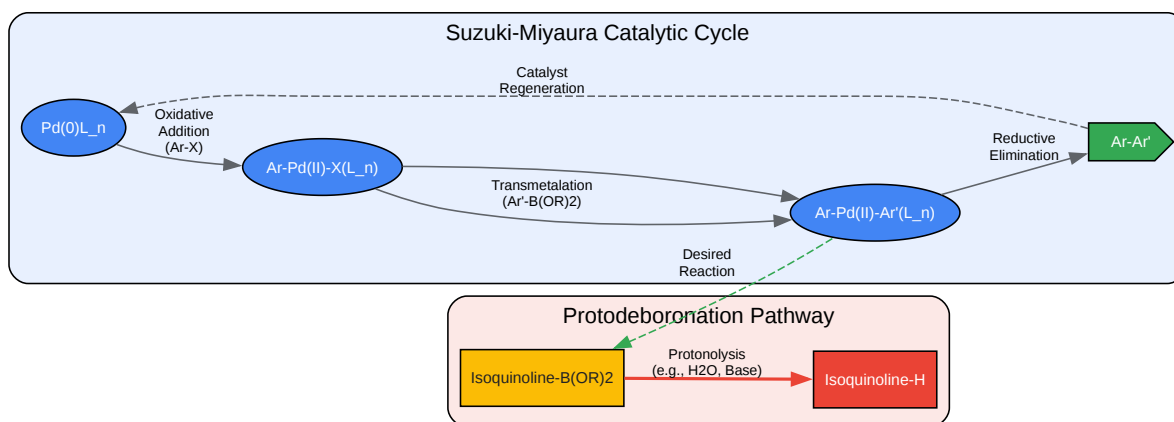 Suzuki-Miyaura Catalytic Cycle
Catalyst
Regeneration
Pd(0)L_n
Oxidative
Addition
(Ar-X)
Ar-Pd(II)-X(L_n)
Transmetalation
(Ar'-B(OR)2)
Ar-Pd(II)-Ar'(L_n)
Reductive
Elimination
Ar-Ar'
Desired
Reaction
Protodeboronation Pathway
Isoquinoline-B(OR)2
Protonolysis
(e.g., H2O, Base)
Isoquinoline-H